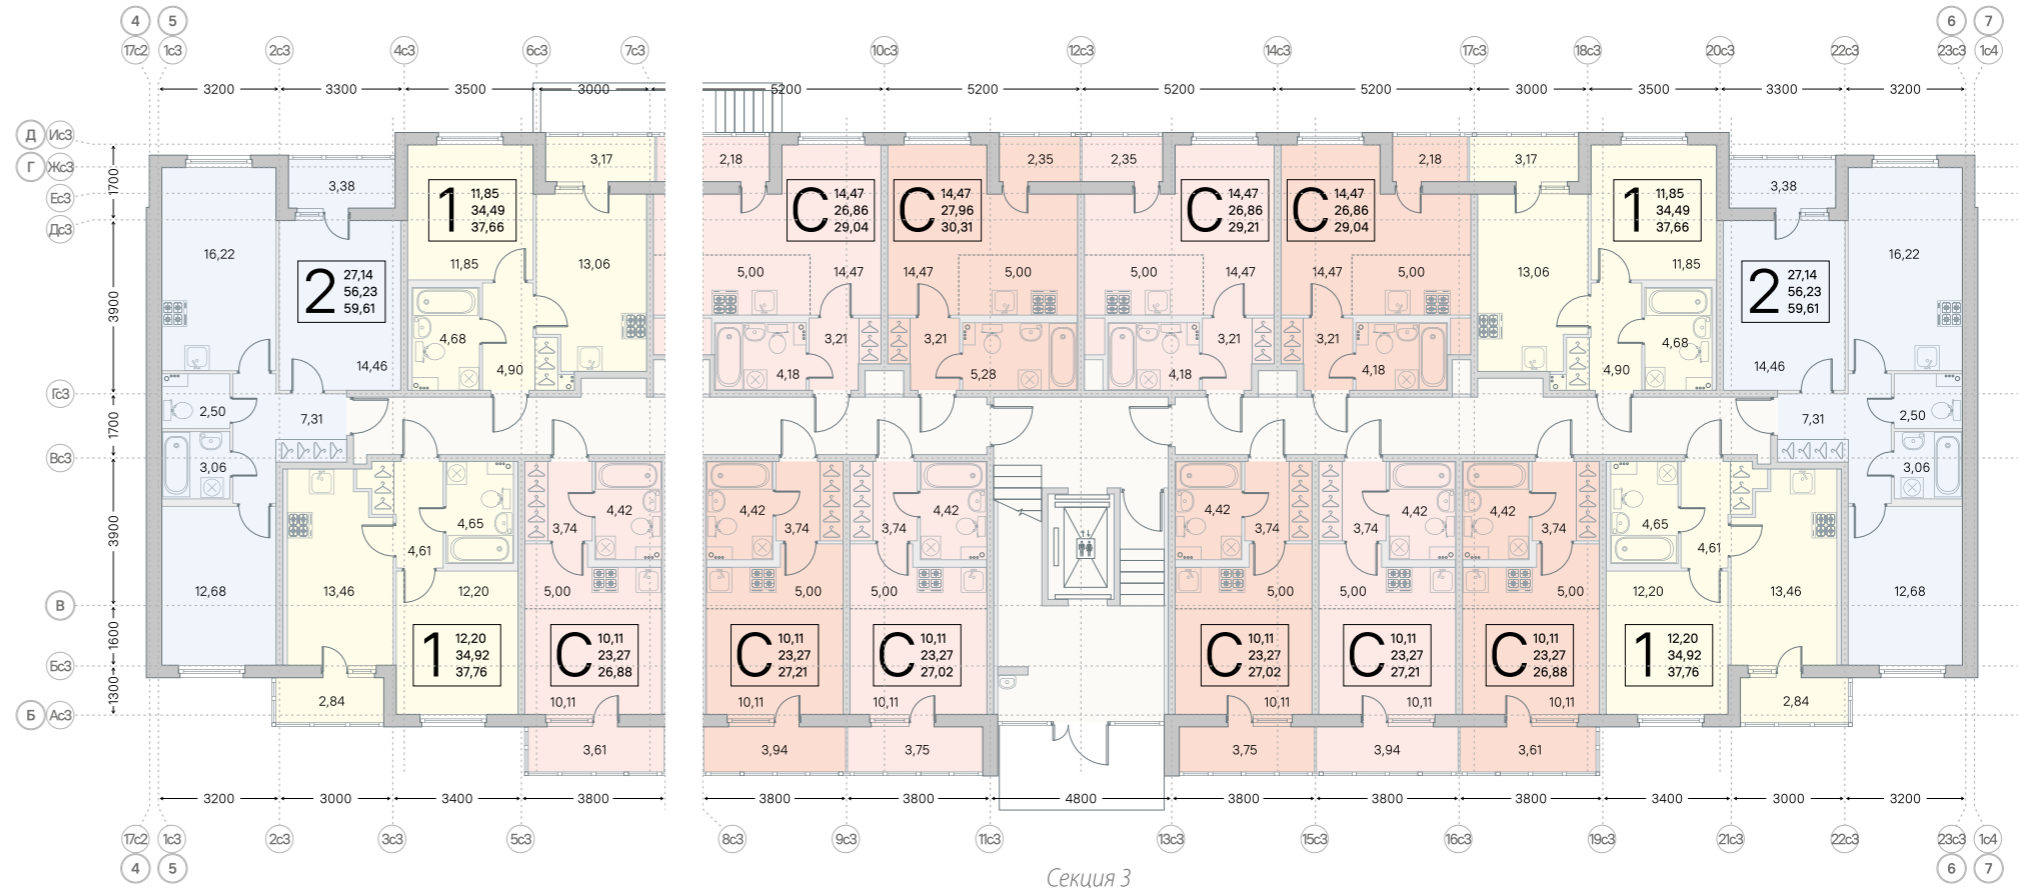 4 5 6 7
17с2 1с3 2с3 4с3 6с3 7с3 10с3 12с3 14с3 17с3 18с3 20с3 22с3 23с3 1с4
3200 3300 3500 3000 5200 5200 5200 5200 3000 3500 3300 3200
Д Ис3
Г Жс3
Ес3
Дс3
Гс3
Вс3
В
Бс3
Б Ас3
1700
3900
1700
3900
1600
1300
3,17 2,18 2,35 2,35 2,18 3,17
3,38 3,38
1 11,85 34,49 37,66
С 14,47 26,86 29,04
С 14,47 27,96 30,31
С 14,47 26,86 29,21
С 14,47 26,86 29,04
1 11,85 34,49 37,66
16,22 11,85 13,06 5,00 14,47 14,47 5,00 5,00 14,47 14,47 5,00 13,06 11,85 16,22
2 27,14 56,23 59,61
2 27,14 56,23 59,61
4,68 3,21 3,21 3,21 3,21 4,68
14,46 4,90 4,18 5,28 4,18 4,18 4,90 14,46
2,50 7,31 7,31 2,50
3,06 3,06
4,65 3,74 4,42 4,42 3,74 3,74 4,42 4,42 3,74 3,74 4,42 4,42 3,74 4,65
4,61 4,61
12,68 13,46 12,20 5,00 5,00 5,00 5,00 5,00 5,00 12,20 13,46 12,68
1 12,20 34,92 37,76
С 10,11 23,27 26,88
С 10,11 23,27 27,21
С 10,11 23,27 27,02
С 10,11 23,27 27,02
С 10,11 23,27 27,21
С 10,11 23,27 26,88
1 12,20 34,92 37,76
2,84 10,11 10,11 10,11 10,11 10,11 10,11 2,84
3,61 3,94 3,75 3,75 3,94 3,61
3200 3000 3400 3800 3800 3800 4800 3800 3800 3800 3400 3000 3200
17с2 1с3 2с3 3с3 5с3 8с3 9с3 11с3 13с3 15с3 16с3 19с3 21с3 22с3 23с3 1с4
4 5 6 7
Секция 3